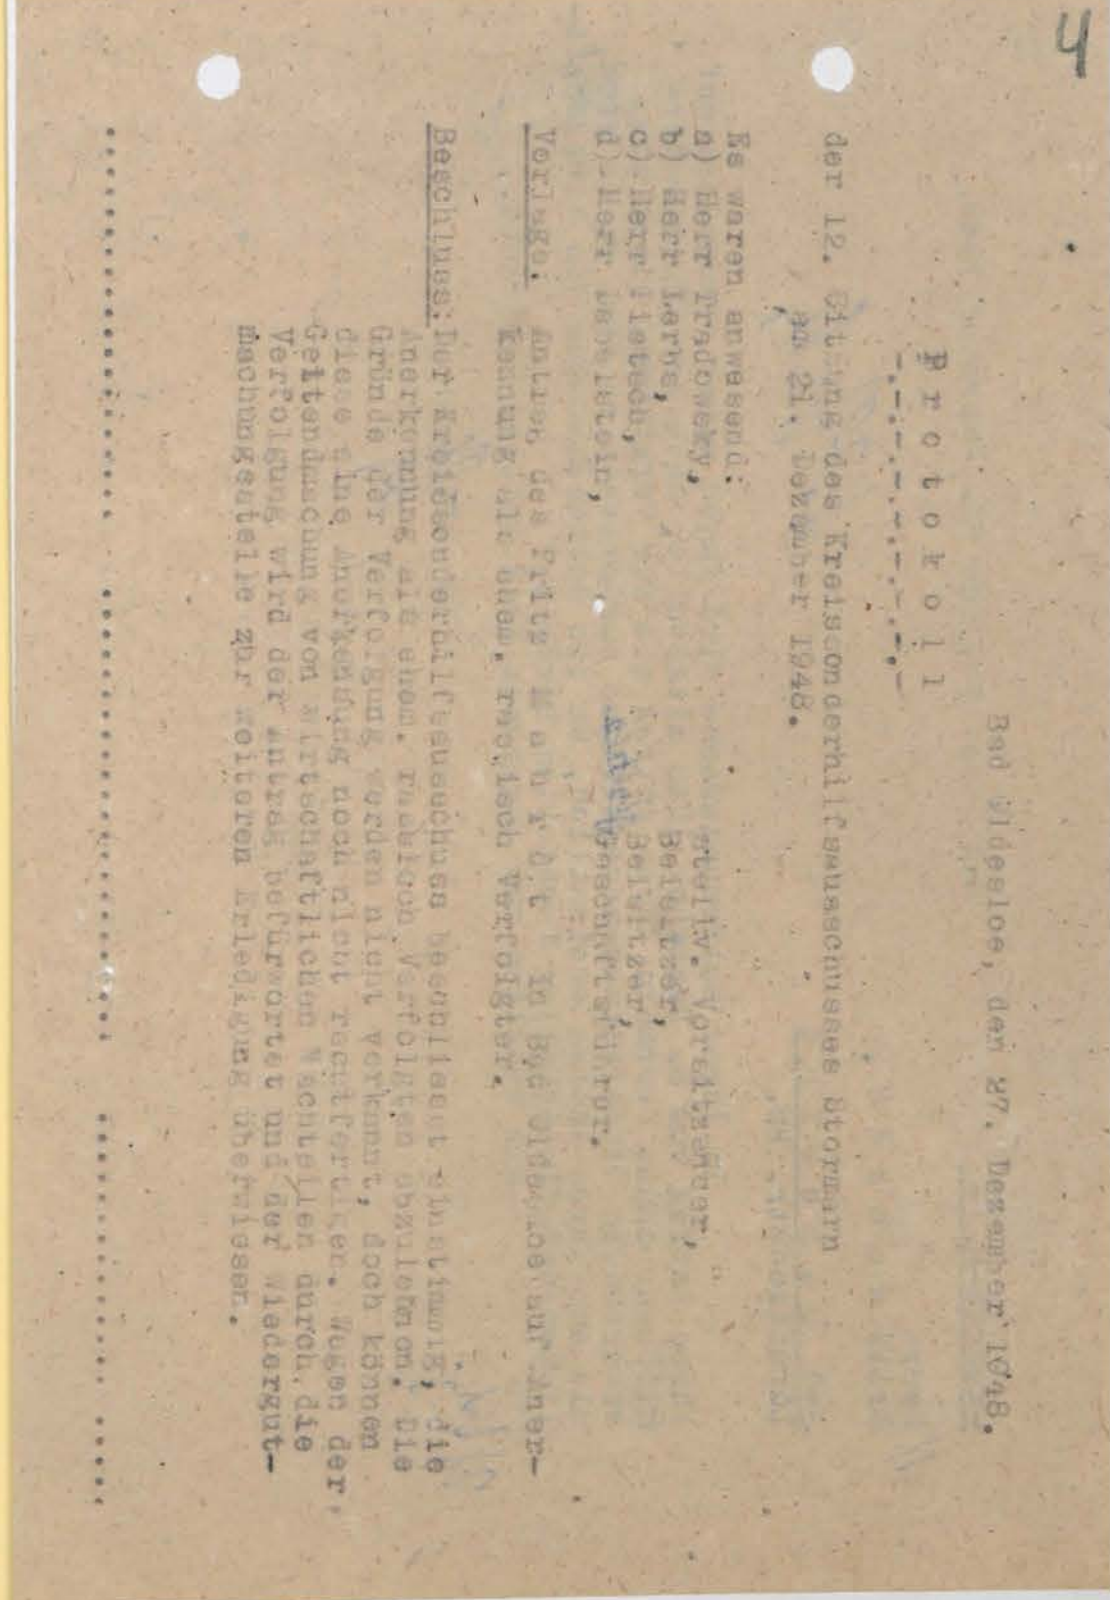 4
Bad Oldesloe, den 27. Dezember 1948.
P r o t o k o l l
-.-.-.-.-.-.-.-.-
der 12. Sitzung des Kreissonderhilfsausschusses Stormarn
am 21. Dezember 1948.
Es waren anwesend:
a) Herr Pradowsky, stellv. Vorsitzender,
b) Herr Lerbs, Beisitzer,
c) Herr Beisitzer,
d) Herr Dabelstein, Geschäftsführer.
Vorlage: Antrag des Fritz in Bad Oldesloe auf Aner-
kennung als ehem. rassisch Verfolgter.
Beschluss: Der Kreissonderhilfsausschuss beschliesst einstimmig, die
Anerkennung als ehem. rassisch Verfolgten abzulehnen. Die
Gründe der Verfolgung werden nicht verkannt, doch können
diese eine Anerkennung noch nicht rechtfertigen. Wegen der
Geltendmachung von wirtschaftlichen Nachteilen durch die
Verfolgung wird der Antrag befürwortet und der Wiedergut-
machungsstelle zur weiteren Erledigung überwiesen.